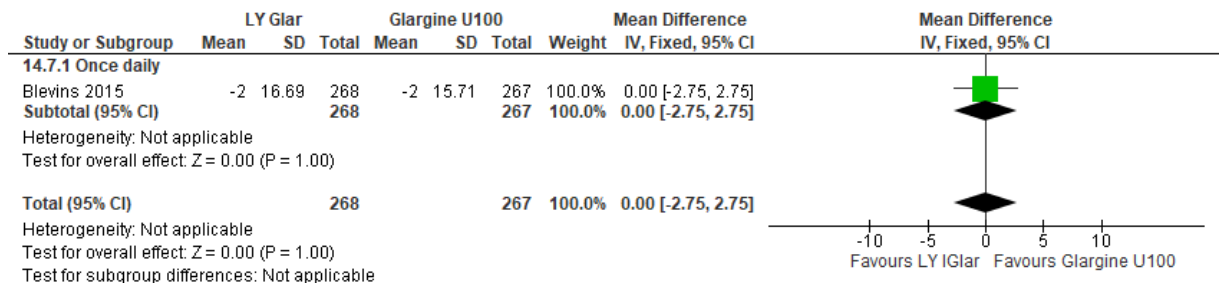 LY Glar Glargine U100 Mean Difference Mean Difference
Study or Subgroup Mean SD Total Mean SD Total Weight IV, Fixed, 95% CI IV, Fixed, 95% CI
14.7.1 Once daily
Blevins 2015 -2 16.69 268 -2 15.71 267 100.0% 0.00 [-2.75, 2.75]
Subtotal (95% CI) 268 267 100.0% 0.00 [-2.75, 2.75]
Heterogeneity: Not applicable
Test for overall effect: Z = 0.00 (P = 1.00)
Total (95% CI) 268 267 100.0% 0.00 [-2.75, 2.75]
Heterogeneity: Not applicable
Test for overall effect: Z = 0.00 (P = 1.00)
Test for subgroup differences: Not applicable
-10 -5 0 5 10
Favours LY IGlar Favours Glargine U100